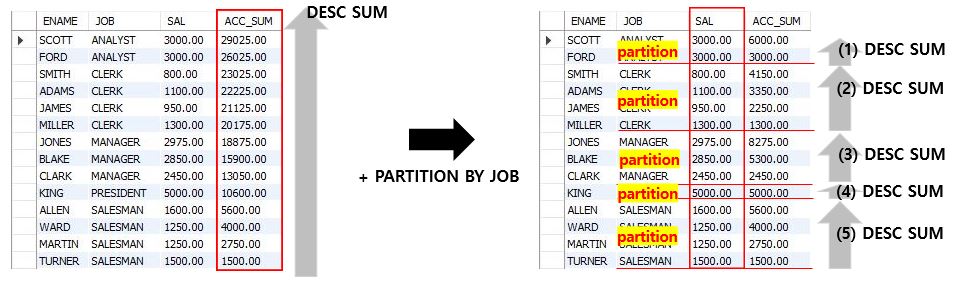 DESC SUM
ENAME JOB SAL ACC_SUM
SCOTT ANALYST 3000.00 29025.00
FORD ANALYST 3000.00 26025.00
SMITH CLERK 800.00 23025.00
ADAMS CLERK 1100.00 22225.00
JAMES CLERK 950.00 21125.00
MILLER CLERK 1300.00 20175.00
JONES MANAGER 2975.00 18875.00
BLAKE MANAGER 2850.00 15900.00
CLARK MANAGER 2450.00 13050.00
KING PRESIDENT 5000.00 10600.00
ALLEN SALESMAN 1600.00 5600.00
WARD SALESMAN 1250.00 4000.00
MARTIN SALESMAN 1250.00 2750.00
TURNER SALESMAN 1500.00 1500.00
+ PARTITION BY JOB
ENAME JOB SAL ACC_SUM
SCOTT ANALYST 3000.00 6000.00
partition
FORD ANALYST 3000.00 3000.00
(1) DESC SUM
SMITH CLERK 800.00 4150.00
ADAMS CLERK 1100.00 3350.00
partition
(2) DESC SUM
JAMES CLERK 950.00 2250.00
MILLER CLERK 1300.00 1300.00
JONES MANAGER 2975.00 8275.00
BLAKE partition 2850.00 5300.00
(3) DESC SUM
CLARK MANAGER 2450.00 2450.00
KING partition 5000.00 5000.00
(4) DESC SUM
ALLEN SALESMAN 1600.00 5600.00
WARD SALESMAN 1250.00 4000.00
partition
(5) DESC SUM
MARTIN SALESMAN 1250.00 2750.00
TURNER SALESMAN 1500.00 1500.00